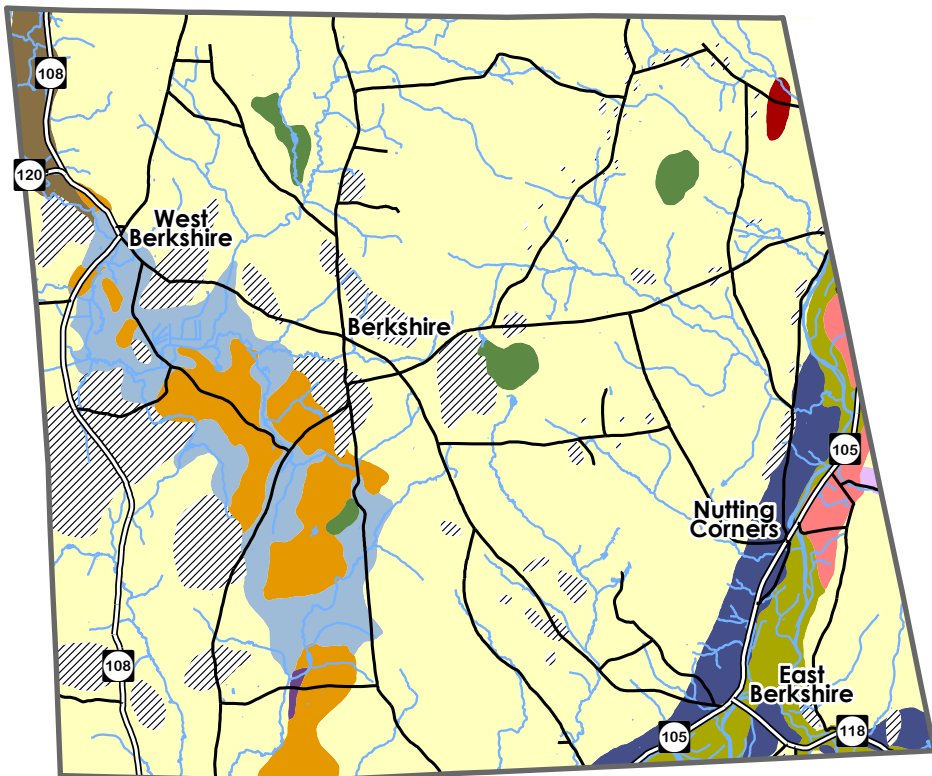 108
120
West
Berkshire
Berkshire
105
Nutting
Corners
108
East
Berkshire
105
118